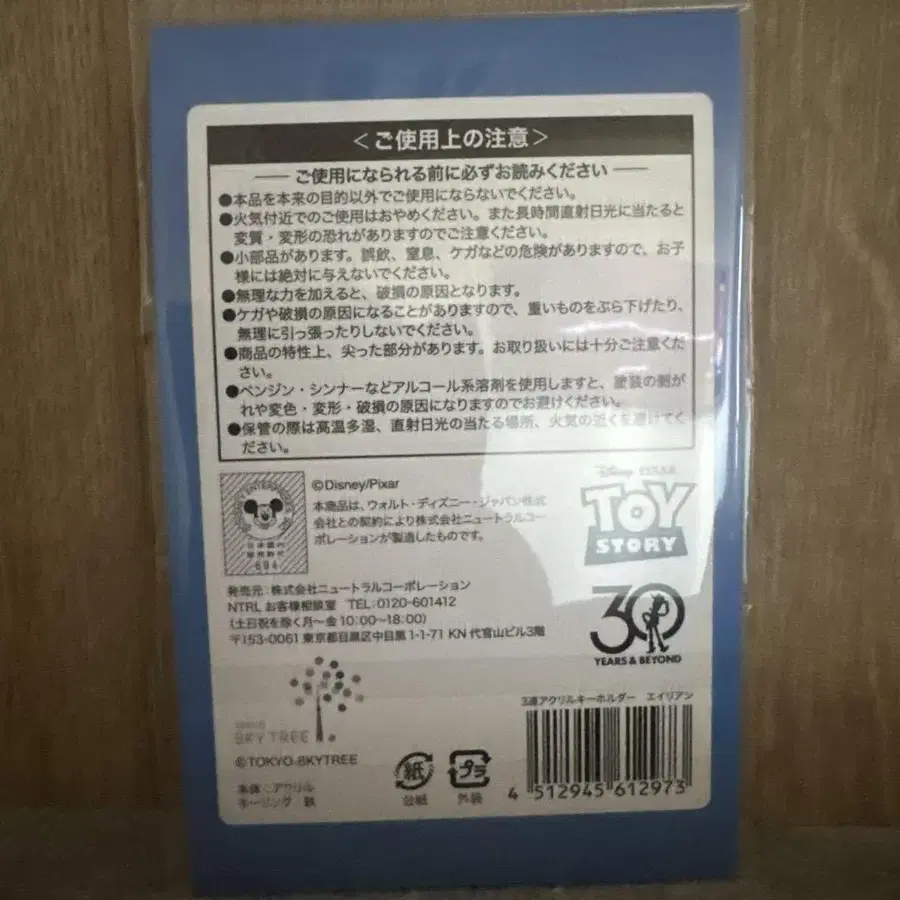 <ご使用上の注意>
ご使用になられる前に必ずお読みください
●本品を本来の目的以外でご使用にならないでください。
●火気付近でのご使用はおやめください。また長時間直射日光に当たると
変質・変形の恐れがありますのでご注意ください。
●小部品があります。誤飲、窒息、ケガなどの危険がありますので、お子
様には絶対に与えないでください。
●無理な力を加えると、破損の原因となります。
●ケガや破損の原因になることがありますので、重いものをぶら下げたり、
無理に引っ張ったりしないでください。
●商品の特性上、尖った部分があります。お取り扱いには十分ご注意くだ
さい。
●ベンジン・シンナーなどアルコール系溶剤を使用しますと、塗装の剥が
れや変色・変形・破損の原因になりますのでお避けください。
●保管の際は高温多湿、直射日光の当たる場所、火気の近くを避けてくだ
ださい。
©Disney/Pixar
本商品は、ウォルト・ディズニー・ジャパン株式
会社との契約により株式会社ニュートラルコー
ポレーションが製造したものです。
日本国内
販売許可
694
Disney PIXAR
TOY
STORY
発売元:株式会社ニュートラルコーポレーション
NTRL お客様相談室 TEL:0120-601412
(土日祝を除く月〜金 10:00〜18:00)
〒153-0061 東京都目黒区中目黒1-1-71 KN 代官山ビル3階
30
YEARS & BEYOND
SKYTREE
©TOKYO-SKYTREE
本体:アクリル
キーリング 鉄
紙
台紙
プラ
外袋
3連アクリルキーホルダー エイリアン
4 512945 612973